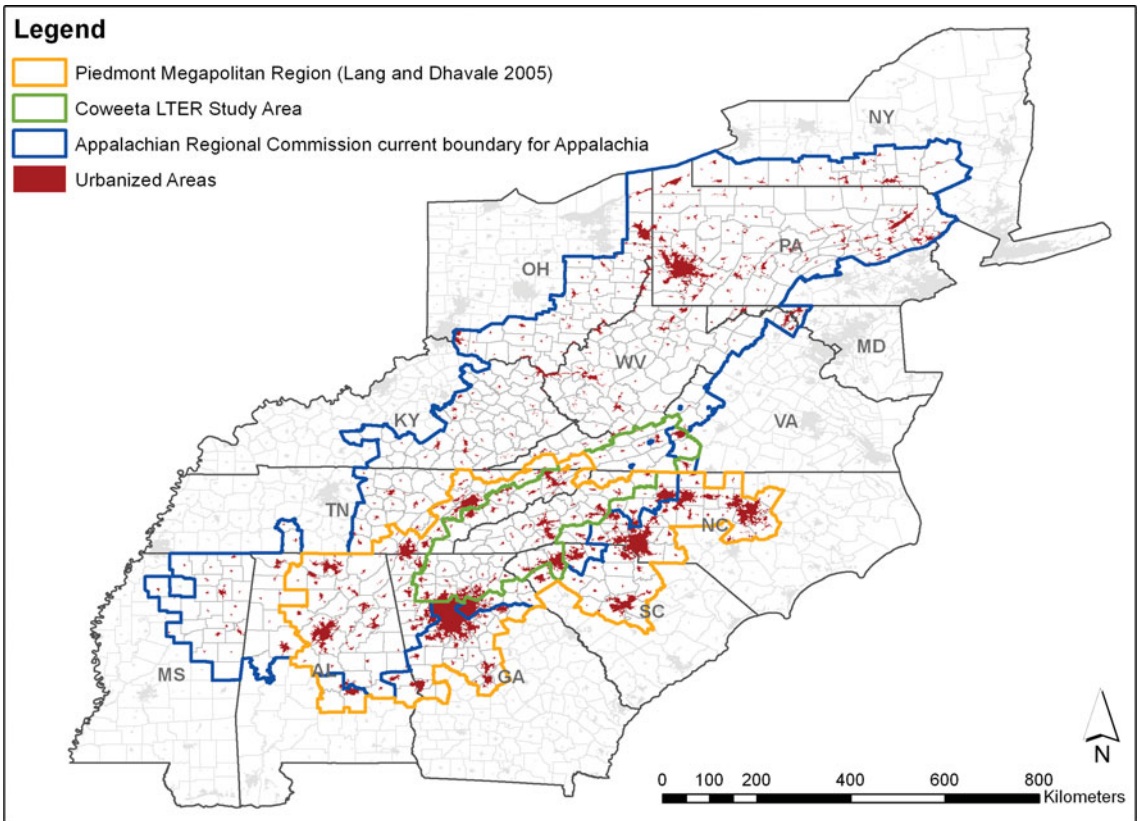 Legend
Piedmont Megapolitan Region (Lang and Dhavale 2005)
Coweeta LTER Study Area
Appalachian Regional Commission current boundary for Appalachia
Urbanized Areas
NY
PA
OH
MD
WV
VA
KY
TN
NC
SC
MS
AL
GA
N
0 100 200 400 600 800
Kilometers